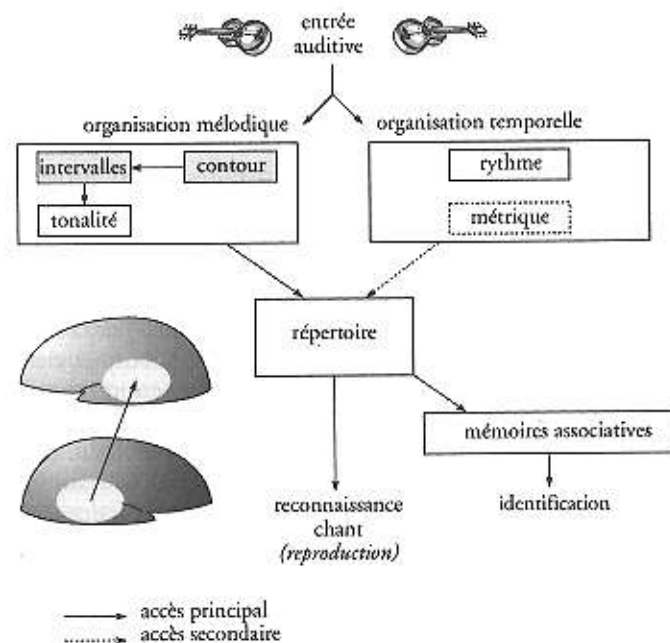 entrée
auditive
organisation mélodique
organisation temporelle
intervalles
contour
tonalité
rythme
métrique
répertoire
mémoires associatives
reconnaissance
chant
(reproduction)
identification
accès principal
accès secondaire